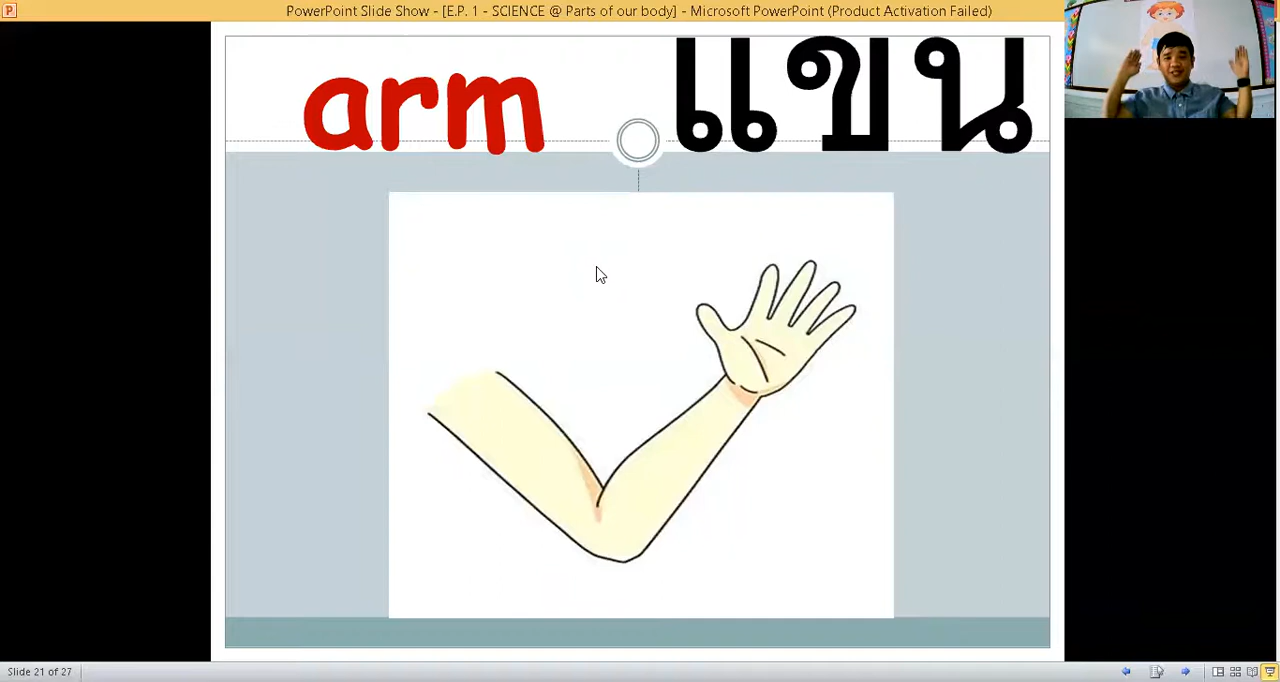 PowerPoint Slide Show - [E.P. 1 - SCIENCE @ Parts of our body] - Microsoft PowerPoint (Product Activation Failed)
arm แขน
Slide 21 of 27